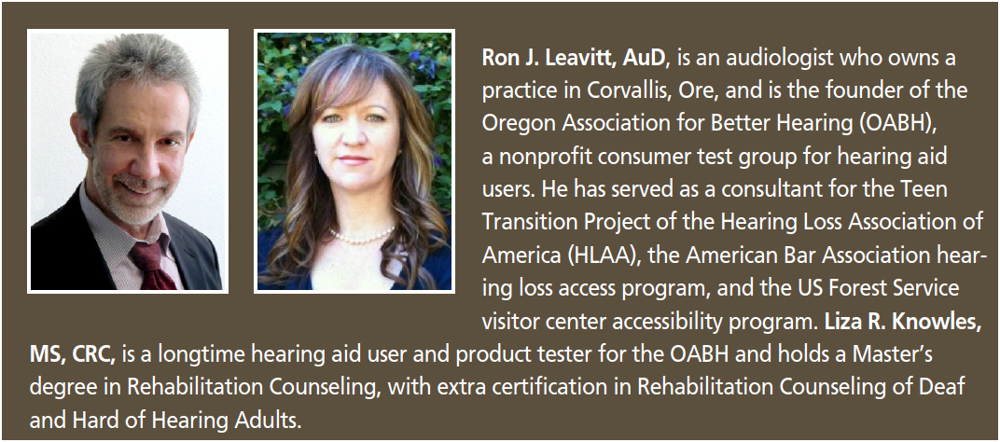 Ron J. Leavitt, AuD, is an audiologist who owns a
practice in Corvallis, Ore, and is the founder of the
Oregon Association for Better Hearing (OABH),
a nonprofit consumer test group for hearing aid
users. He has served as a consultant for the Teen
Transition Project of the Hearing Loss Association of
America (HLAA), the American Bar Association hear-
ing loss access program, and the US Forest Service
visitor center accessibility program. Liza R. Knowles,
MS, CRC, is a longtime hearing aid user and product tester for the OABH and holds a Master’s
degree in Rehabilitation Counseling, with extra certification in Rehabilitation Counseling of Deaf
and Hard of Hearing Adults.